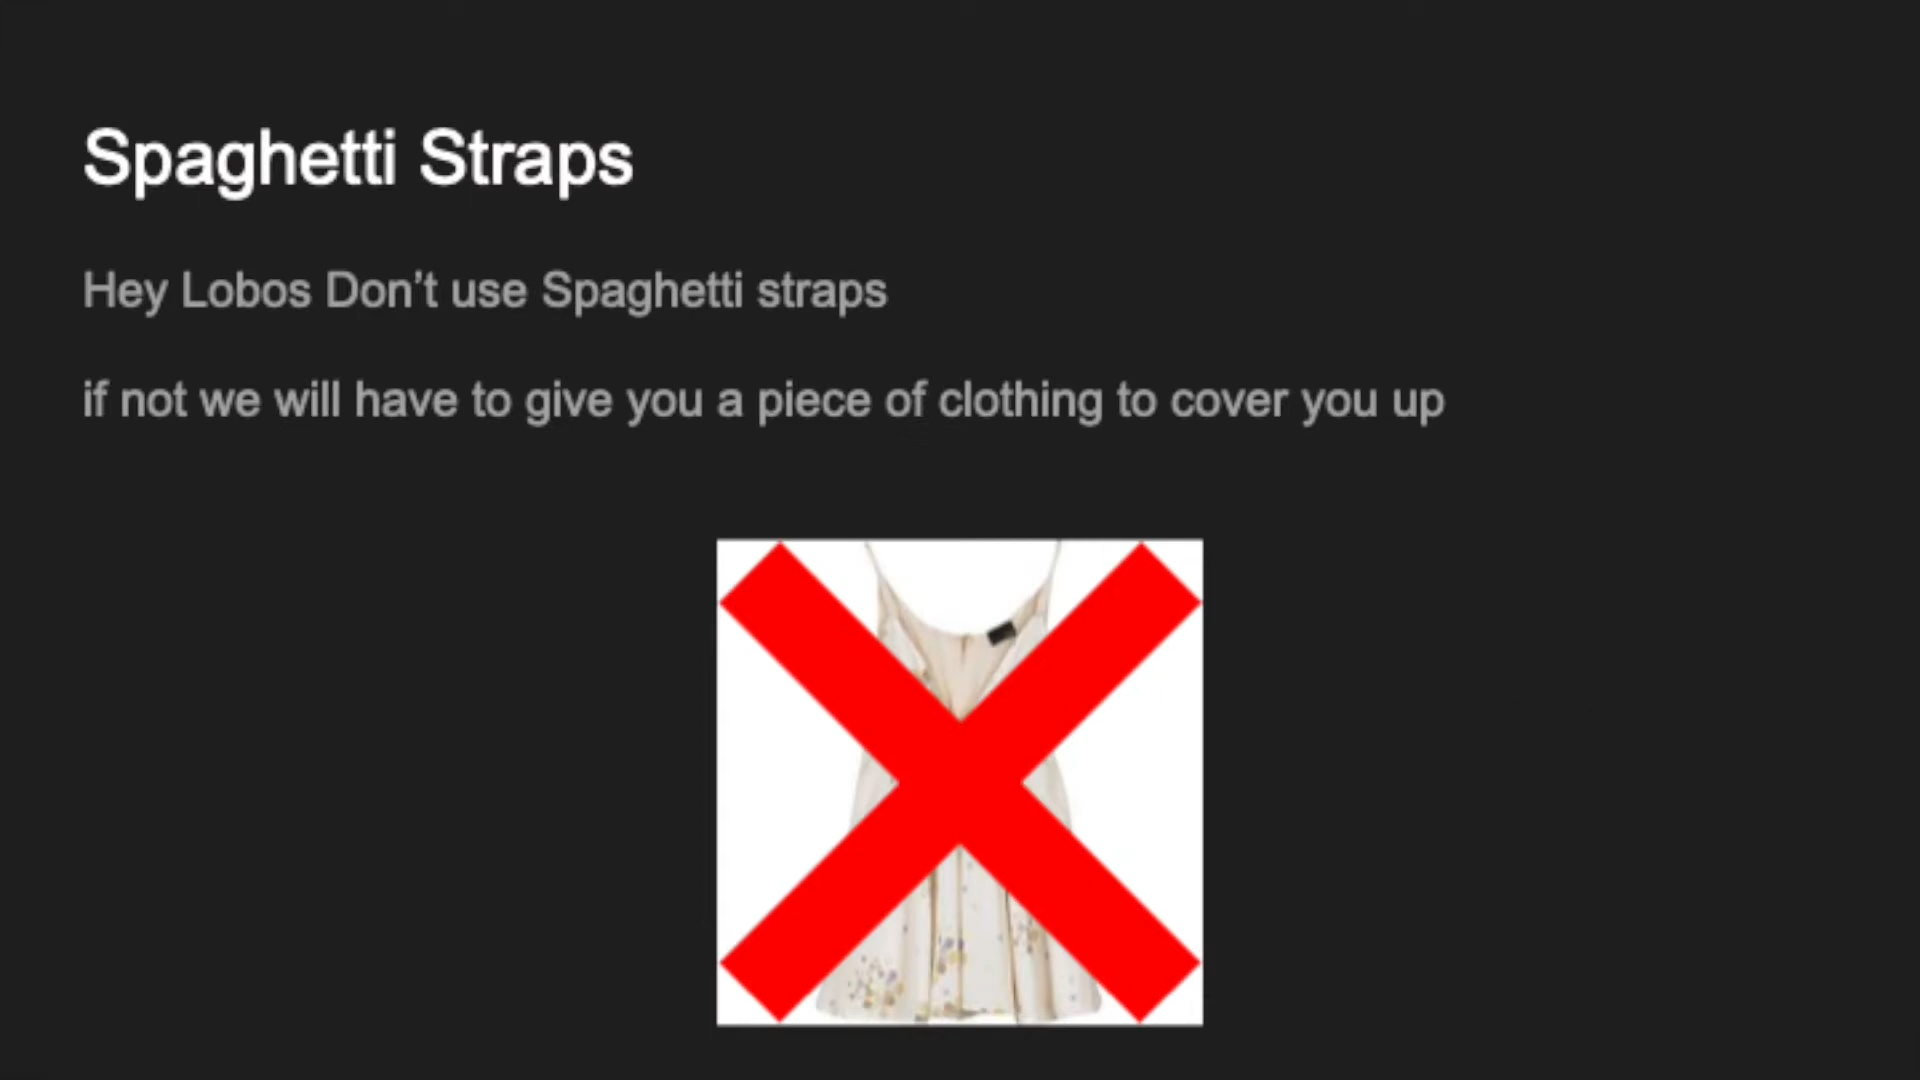 Spaghetti Straps
Hey Lobos Don’t use Spaghetti straps
if not we will have to give you a piece of clothing to cover you up